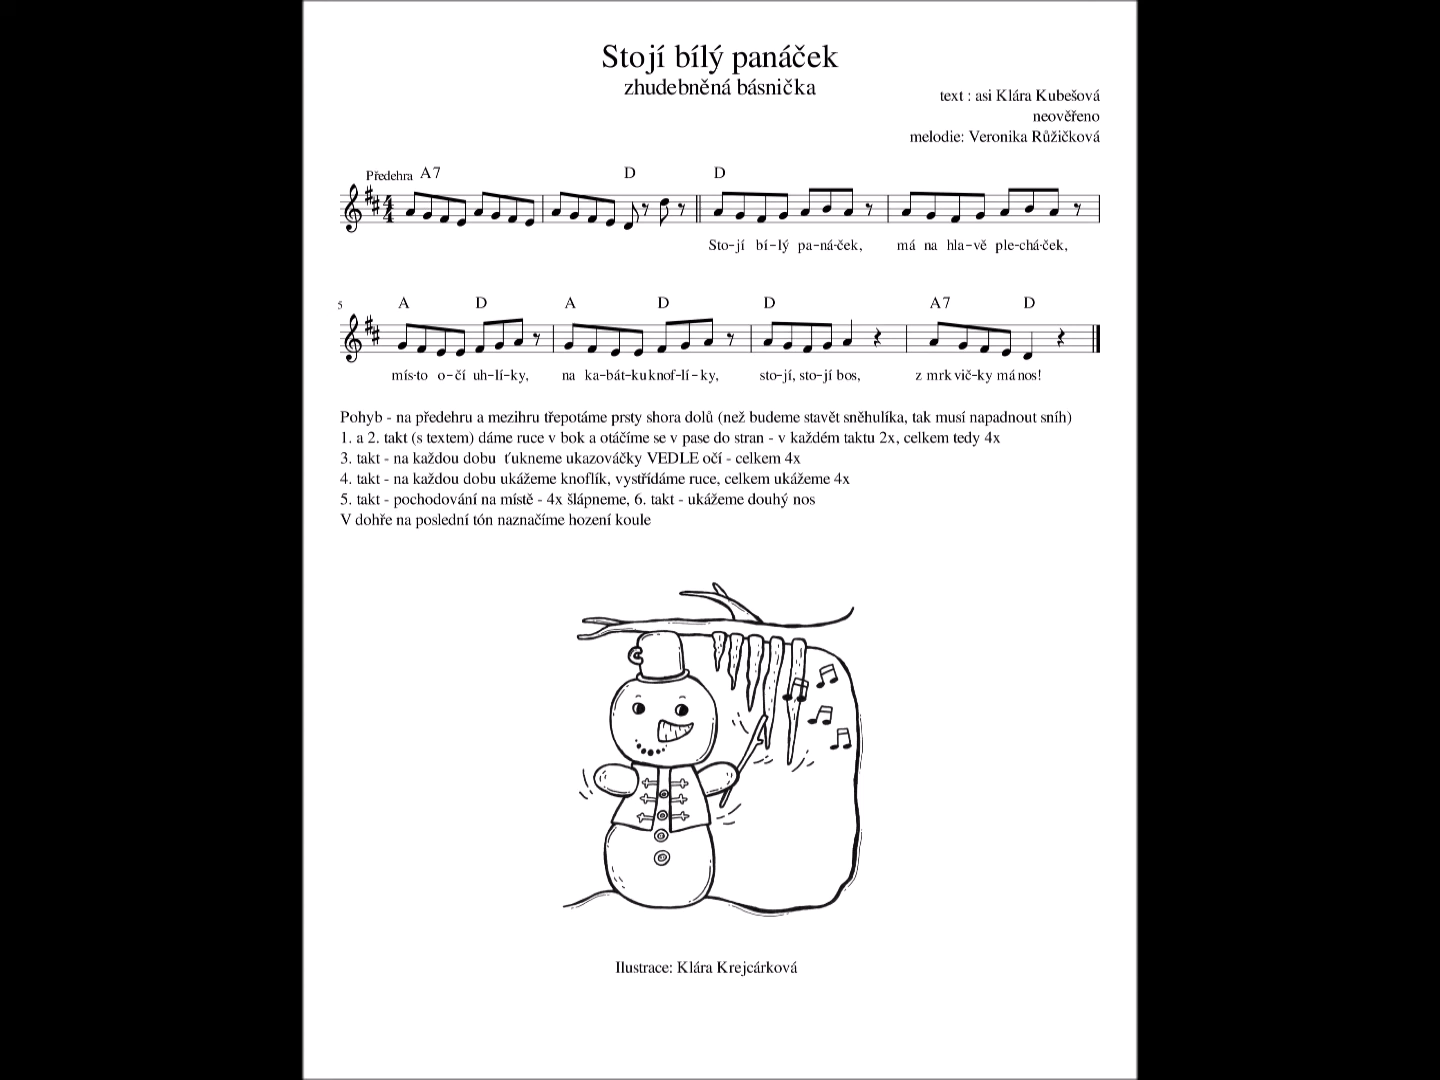 Stojí bílý panáček
zhudebněná básnička
text : asi Klára Kubešová
neověřeno
melodie: Veronika Růžičková
Předehra A7 D D
Sto-jí bí-lý pa-ná-ček, má na hla-vě ple-chá-ček,
5 A D A D D A7 D
mís-to o-čí uh-lí-ky, na ka-bát-ku knof-lí-ky, sto-jí, sto-jí bos, z mrk vič-ky má nos!
Pohyb - na předehru a mezihru třepotáme prsty shora dolů (než budeme stavět sněhulíka, tak musí napadnout sníh)
1. a 2. takt (s textem) dáme ruce v bok a otáčíme se v pase do stran - v každém taktu 2x, celkem tedy 4x
3. takt - na každou dobu ťukneme ukazováčky VEDLE očí - celkem 4x
4. takt - na každou dobu ukážeme knoflík, vystřídáme ruce, celkem ukážeme 4x
5. takt - pochodování na místě - 4x šlápneme, 6. takt - ukážeme douhý nos
V dohře na poslední tón naznačíme hození koule
Ilustrace: Klára Krejcárková